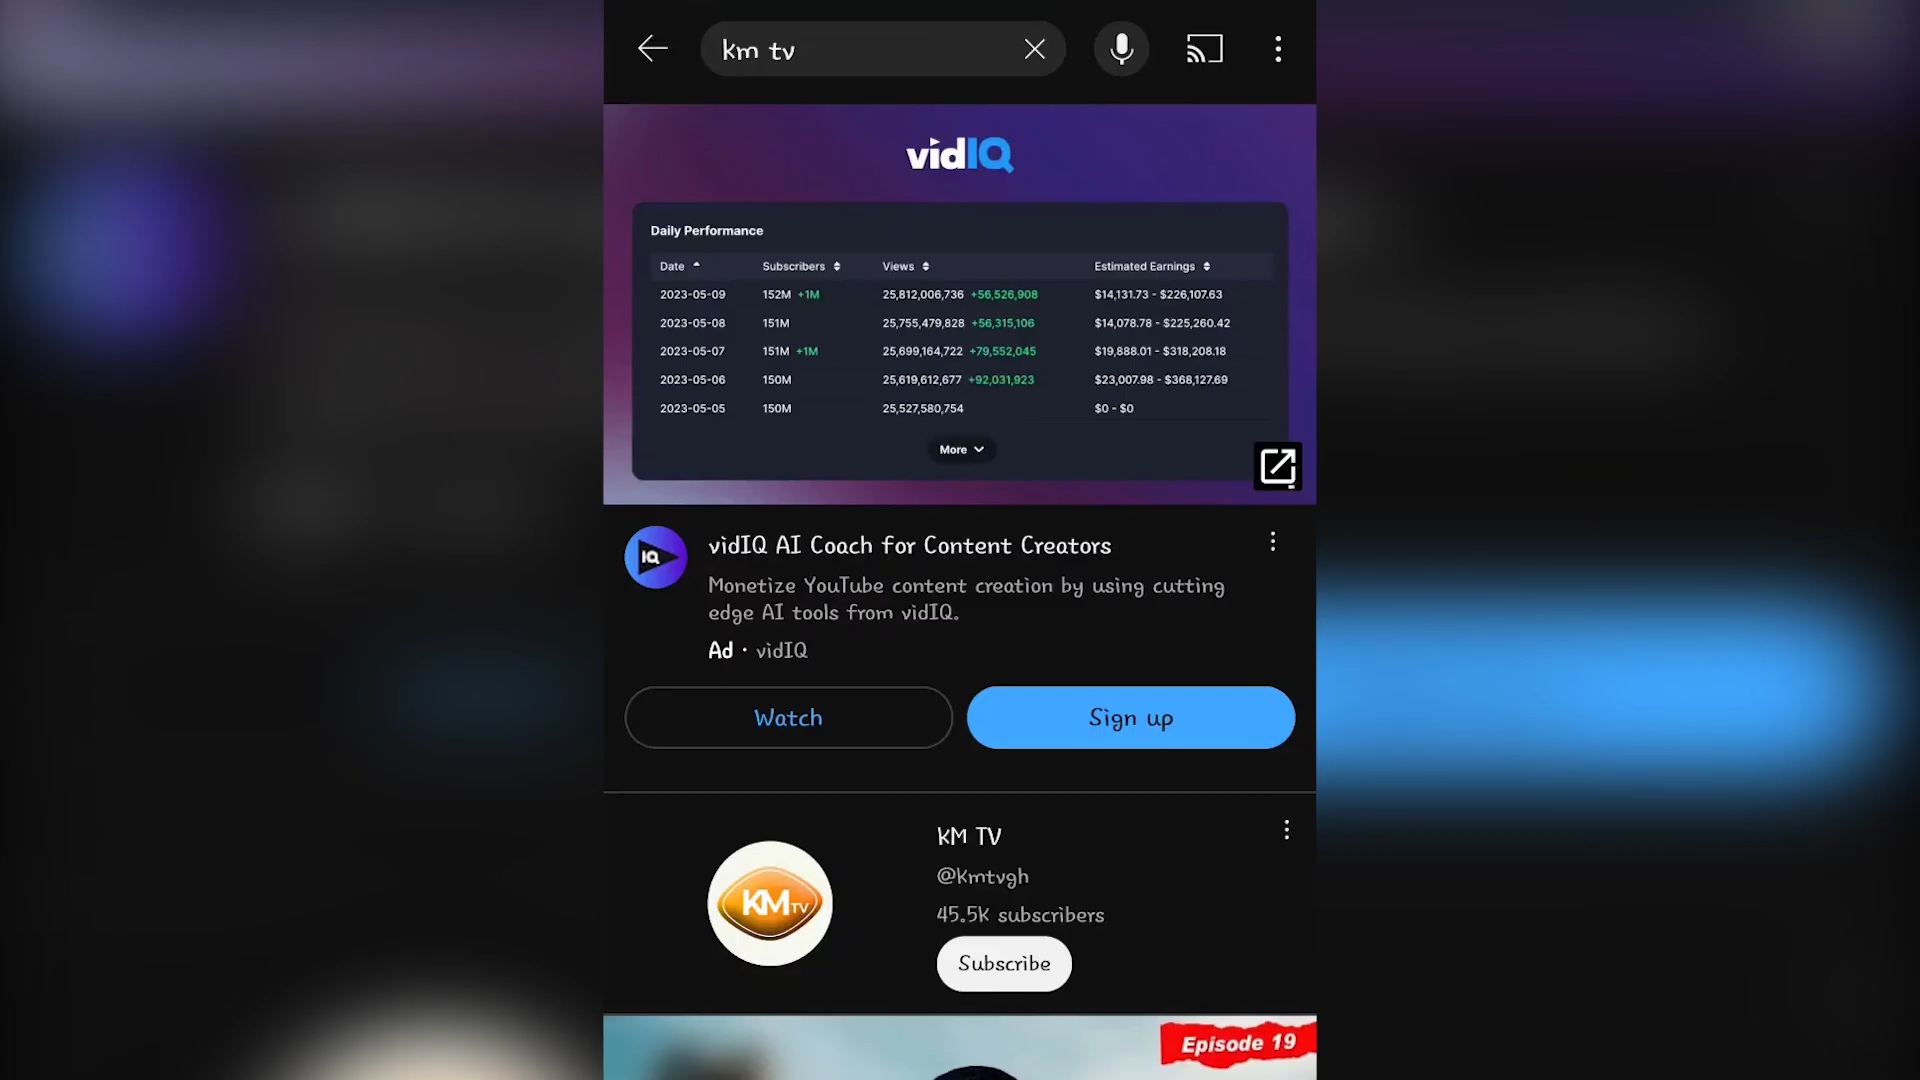 km tv
vidIQ
Daily Performance
Date Subscribers Views Estimated Earnings
2023-05-09 152M +1M 25,812,006,736 +56,526,908 $14,131.73 - $226,107.63
2023-05-08 151M 25,755,479,828 +56,315,106 $14,078.78 - $225,260.42
2023-05-07 151M +1M 25,699,164,722 +79,552,045 $19,888.01 - $318,208.18
2023-05-06 150M 25,619,612,677 +92,031,923 $23,007.98 - $368,127.69
2023-05-05 150M 25,527,580,754 $0 - $0
More
IQ
vidIQ AI Coach for Content Creators
Monetize YouTube content creation by using cutting
edge AI tools from vidIQ.
Ad · vidIQ
Watch
Sign up
KM TV
KM TV
@Kmtvgh
45.5K subscribers
Subscribe
Episode 19